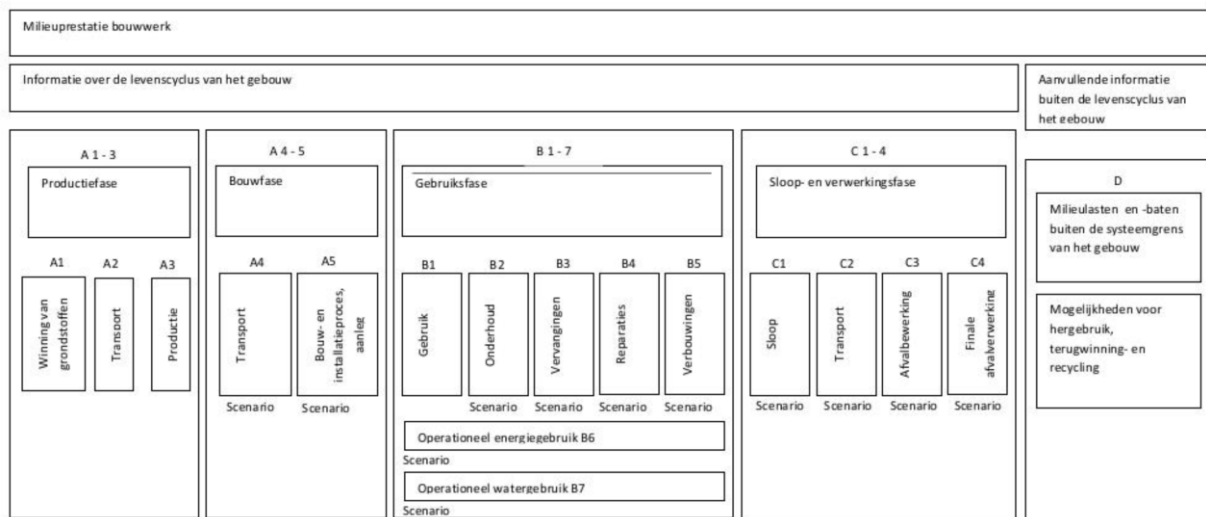 Milieuprestatie bouwwerk
Informatie over de levenscyclus van het gebouw
Aanvullende informatie
buiten de levenscyclus van
het gebouw
A 1 - 3
Productiefase
A1
Winning van
grondstoffen
A2
Transport
A3
Productie
A 4 - 5
Bouwfase
A4
Transport
Scenario
A5
Bouw- en
installatieproces,
aanleg
Scenario
B 1 - 7
Gebruiksfase
B1
Gebruik
B2
Onderhoud
Scenario
B3
Vervangingen
Scenario
B4
Reparaties
Scenario
B5
Verbouwingen
Scenario
Operationeel energiegebruik B6
Scenario
Operationeel watergebruik B7
Scenario
C 1 - 4
Sloop- en verwerkingsfase
C1
Sloop
Scenario
C2
Transport
Scenario
C3
Afvalbewerking
Scenario
C4
Finale
afvalverwerking
Scenario
D
Milieulasten en -baten
buiten de systeemgrens
van het gebouw
Mogelijkheden voor
hergebruik,
terugwinning- en
recycling